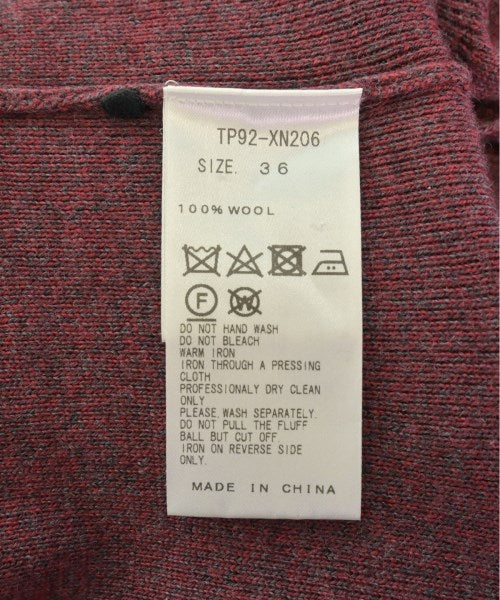 TP92-XN206
SIZE. 36
100% WOOL
F W
DO NOT HAND WASH
DO NOT BLEACH
WARM IRON
IRON THROUGH A PRESSING
CLOTH
PROFESSIONALY DRY CLEAN
ONLY
PLEASE WASH SEPARATELY.
DO NOT PULL THE FLUFF
BALL BUT CUT OFF.
IRON ON REVERSE SIDE
ONLY.
MADE IN CHINA